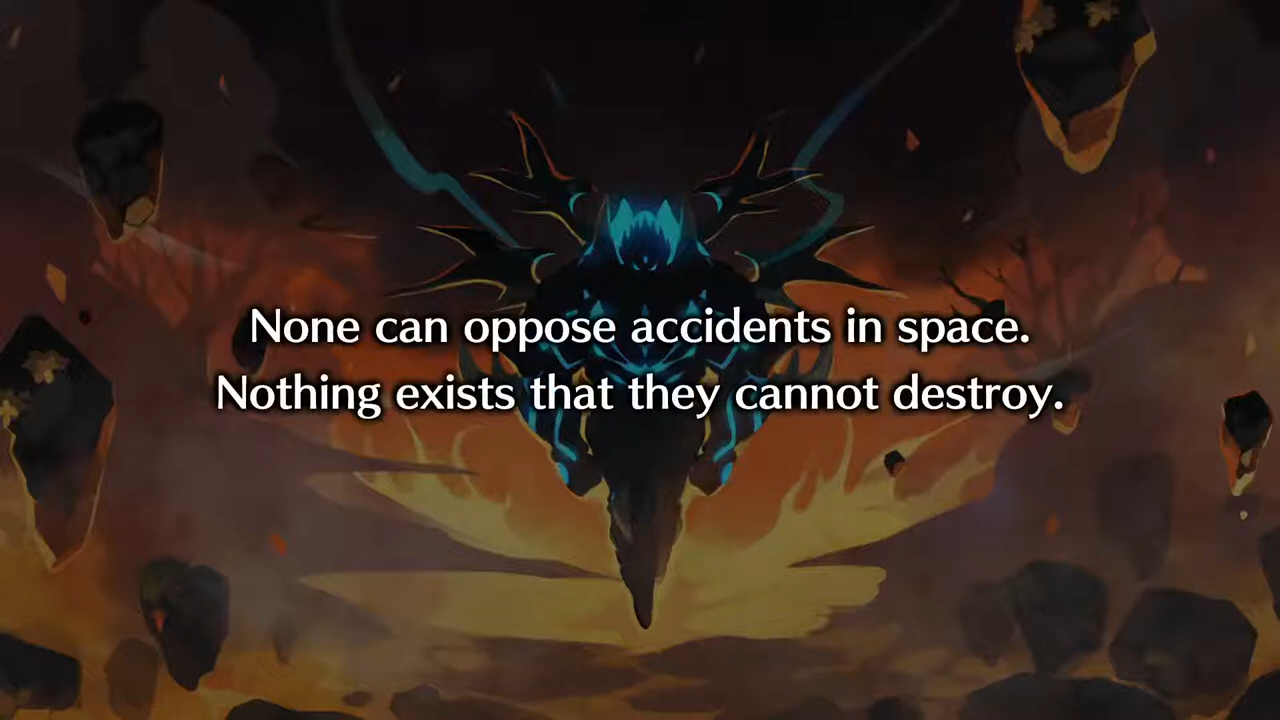 None can oppose accidents in space.
Nothing exists that they cannot destroy.